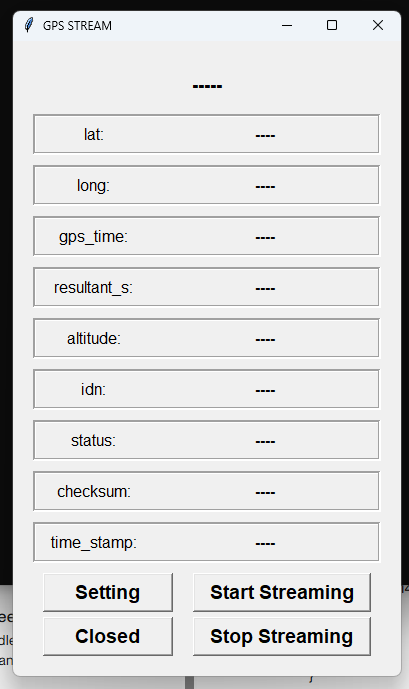 GPS STREAM
-----
lat: ----
long: ----
gps_time: ----
resultant_s: ----
altitude: ----
idn: ----
status: ----
checksum: ----
time_stamp: ----
Setting Start Streaming
Closed Stop Streaming